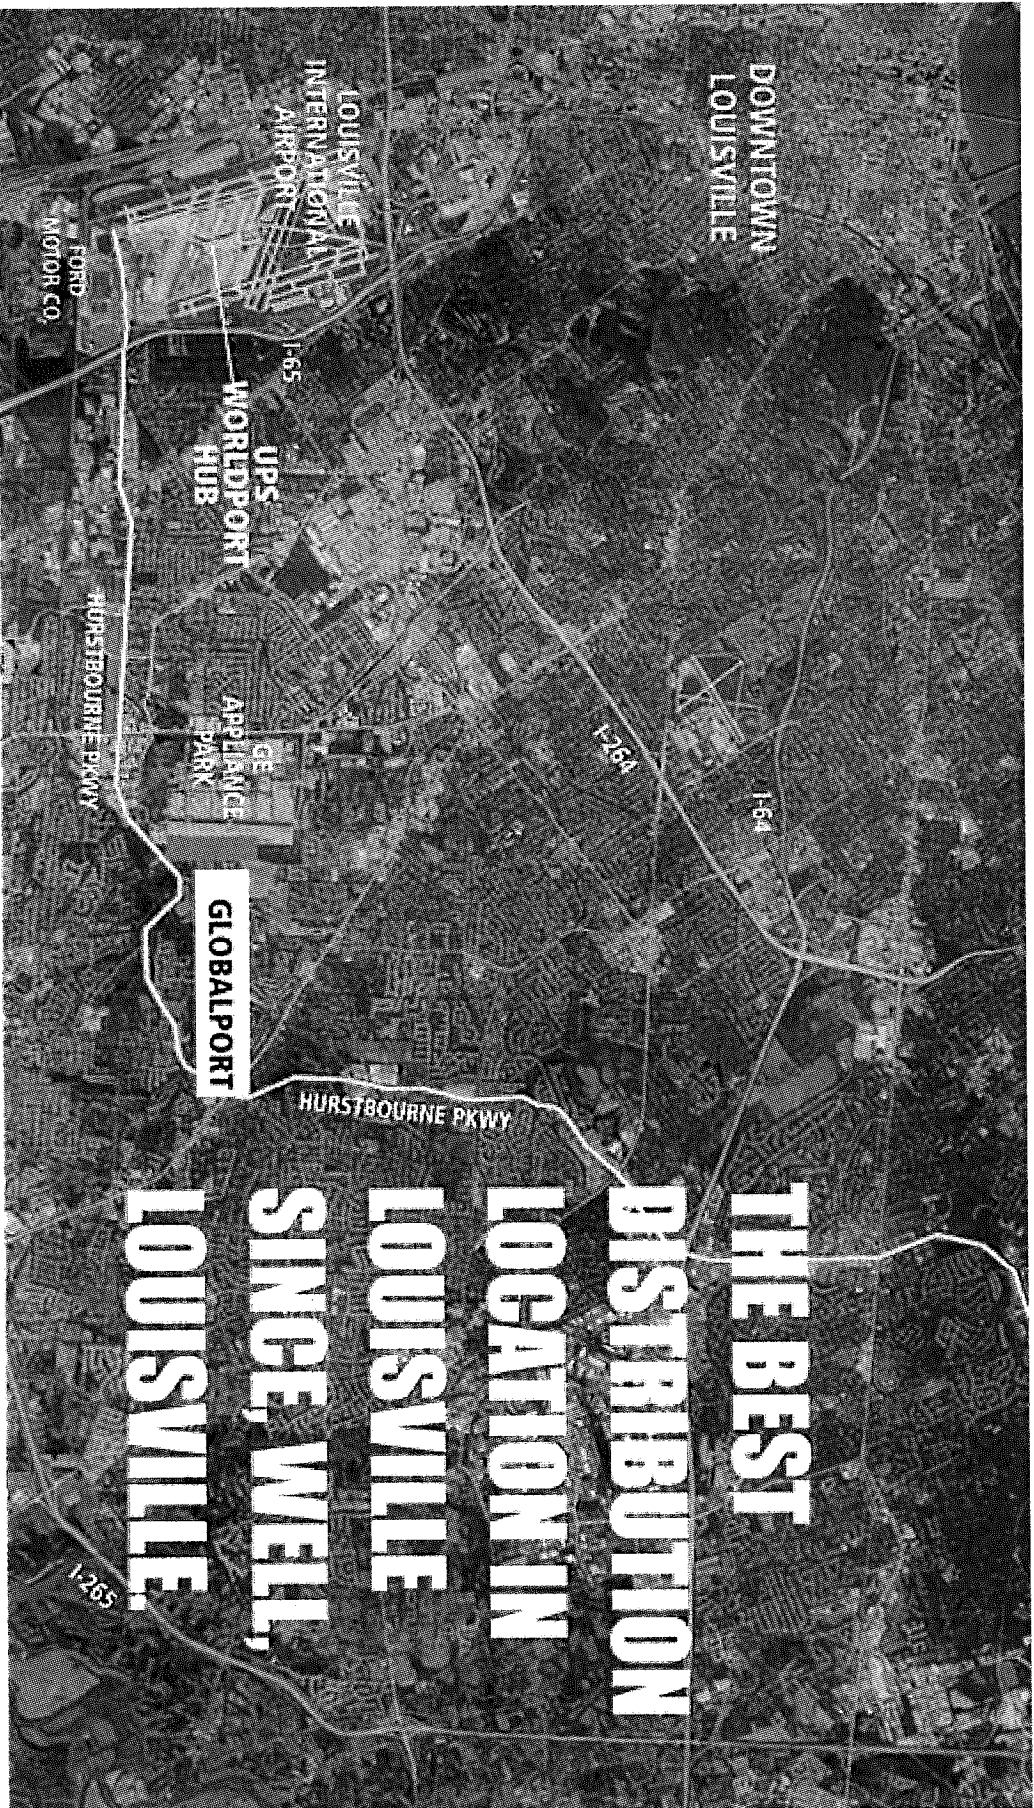 DOWNTOWN
LOUISVILLE
LOUISVILLE
INTERNATIONAL
AIRPORT
FORD
MOTOR CO.
I-65
UPS
WORLDPORT
HUB
HURSTBOURNE PKWY
GE
APPLIANCE
PARK
I-264
I-64
GLOBALPORT
HURSTBOURNE PKWY
THE BEST
DISTRIBUTION
LOCATION IN
LOUISVILLE
SINCE, WELL,
LOUISVILLE.
I-265